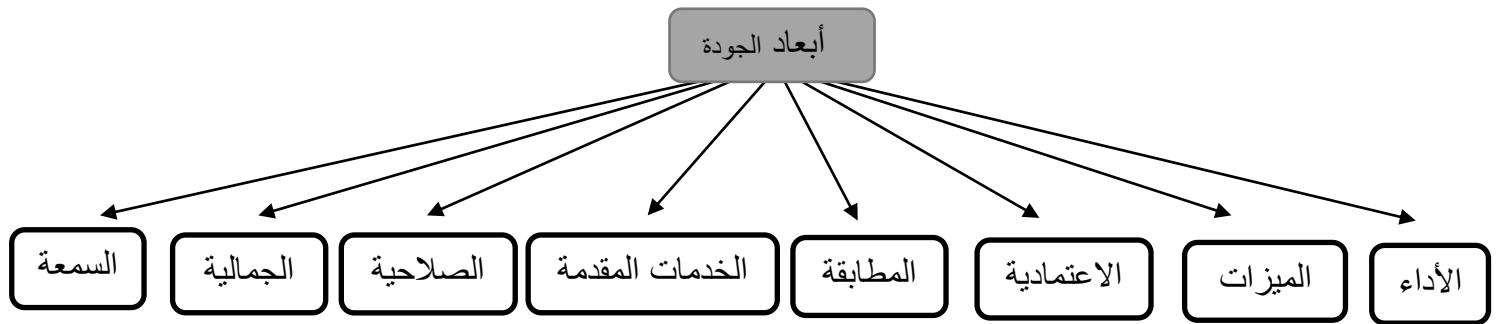 أبعاد الجودة
الأداء
الميزات
الاعتمادية
المطابقة
الخدمات المقدمة
الصلاحية
الجمالية
السمعة